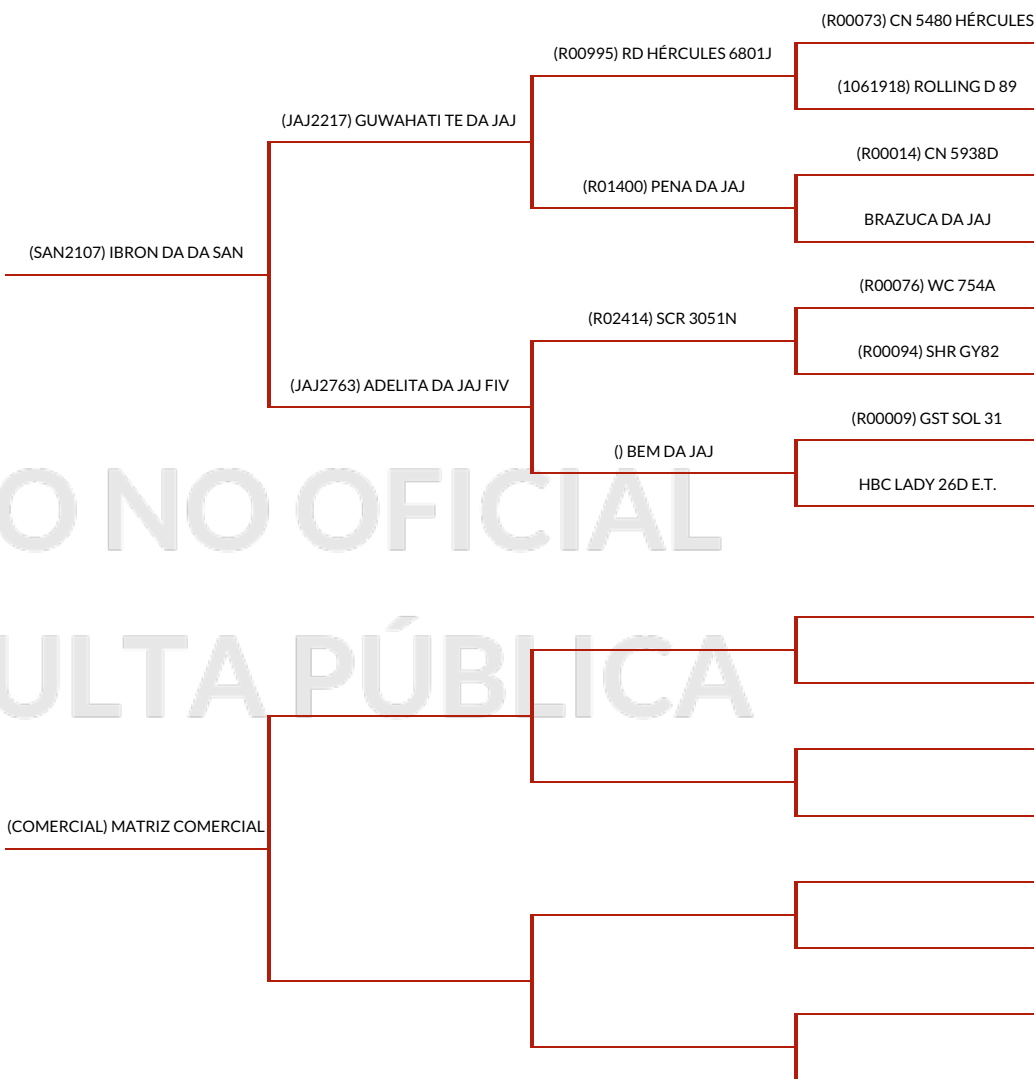 (R00073) CN 5480 HÉRCULES
(R00995) RD HÉRCULES 6801J
(1061918) ROLLING D 89
(JAJ2217) GUWAHATI TE DA JAJ
(R00014) CN 5938D
(R01400) PENA DA JAJ
BRAZUCA DA JAJ
(SAN2107) IBRON DA DA SAN
(R00076) WC 754A
(R02414) SCR 3051N
(R00094) SHR GY82
(JAJ2763) ADELITA DA JAJ FIV
(R00009) GST SOL 31
() BEM DA JAJ
HBC LADY 26D E.T.
O NO OFICIAL
ULTA PÚBLICA
(COMERCIAL) MATRIZ COMERCIAL